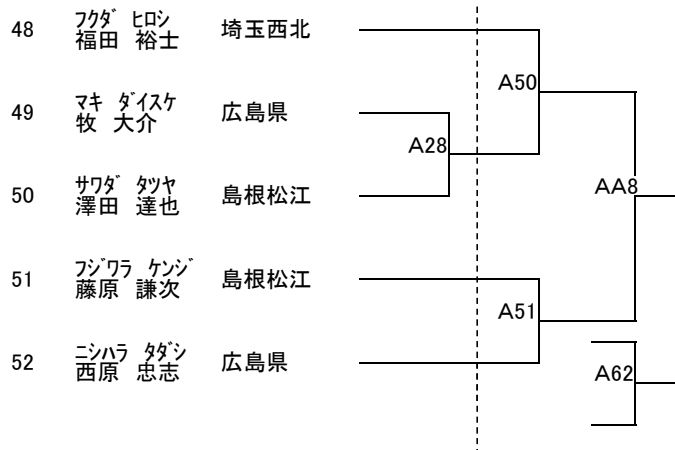 48 ﾌｸﾀﾞ ﾋﾛｼ
福田 裕士 埼玉西北
A50
49 ﾏｷ ﾀﾞｲｽｹ
牧 大介 広島県
A28
50 ｻﾜﾀﾞ ﾀﾂﾔ
澤田 達也 島根松江
AA8
51 ﾌｼﾞﾜﾗ ｹﾝｼﾞ
藤原 謙次 島根松江
A51
52 ﾆｼﾊﾗ ﾀﾀﾞｼ
西原 忠志 広島県
A62